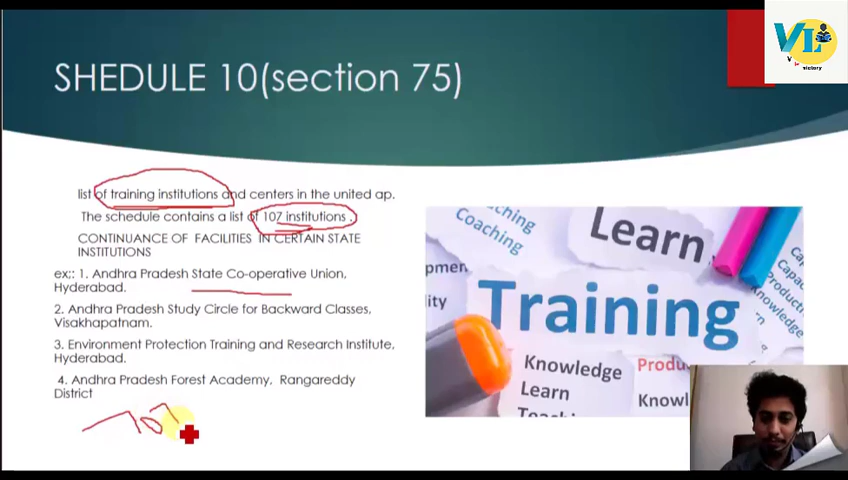 SHEDULE 10(section 75)
VL
victory
list of training institutions and centers in the united ap.
The schedule contains a list of 107 institutions .
CONTINUANCE OF FACILITIES IN CERTAIN STATE
INSTITUTIONS
ex:: 1. Andhra Pradesh State Co-operative Union,
Hyderabad.
2. Andhra Pradesh Study Circle for Backward Classes,
Visakhapatnam.
3. Environment Protection Training and Research Institute,
Hyderabad.
4. Andhra Pradesh Forest Academy, Rangareddy
District
107
Coaching
Learn
Training
Knowledge
Learn